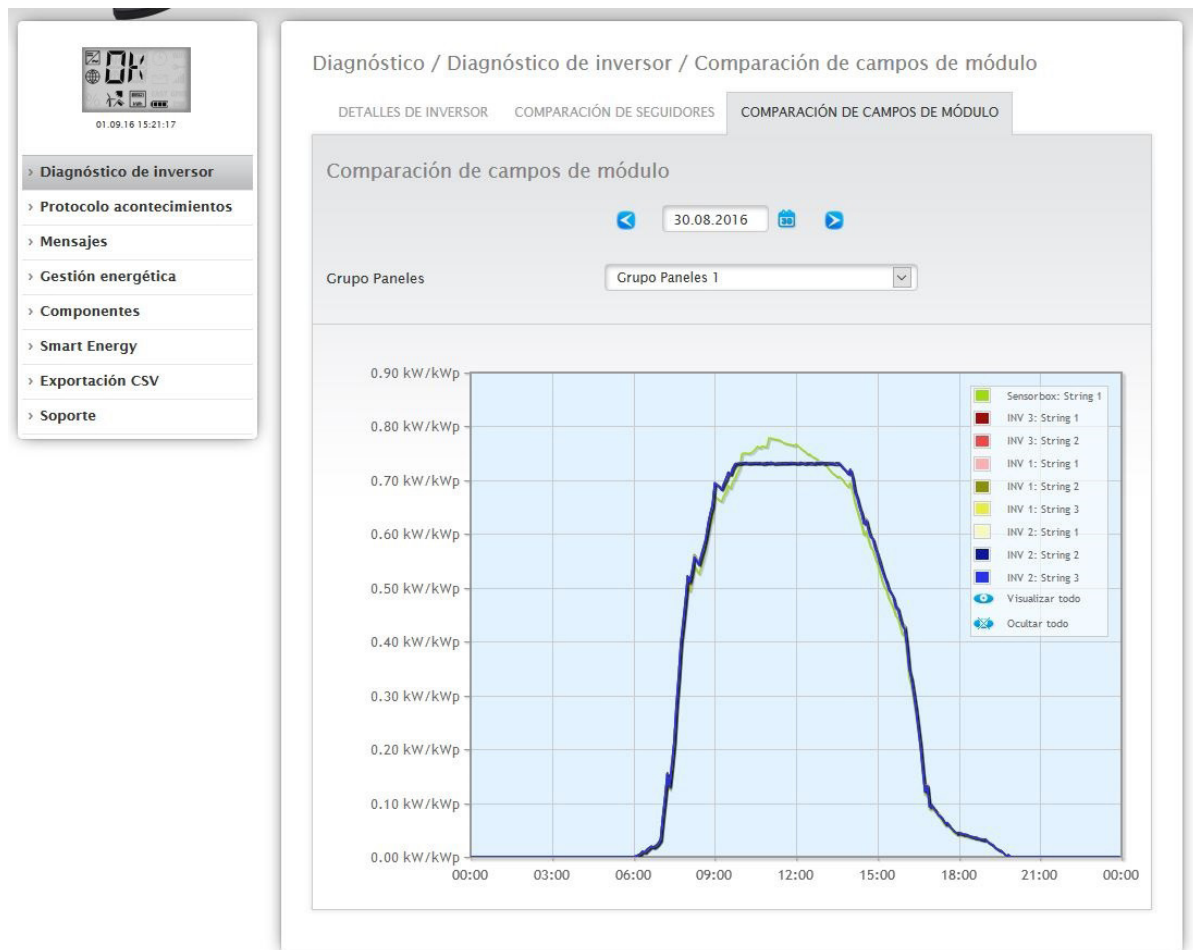 OK
01.09.16 15:21:17
Diagnóstico de inversor
Protocolo acontecimientos
Mensajes
Gestión energética
Componentes
Smart Energy
Exportación CSV
Soporte
Diagnóstico / Diagnóstico de inversor / Comparación de campos de módulo
DETALLES DE INVERSOR COMPARACIÓN DE SEGUIDORES COMPARACIÓN DE CAMPOS DE MÓDULO
Comparación de campos de módulo
30.08.2016
Grupo Paneles Grupo Paneles 1
0.90 kW/kWp
0.80 kW/kWp
0.70 kW/kWp
0.60 kW/kWp
0.50 kW/kWp
0.40 kW/kWp
0.30 kW/kWp
0.20 kW/kWp
0.10 kW/kWp
0.00 kW/kWp
00:00 03:00 06:00 09:00 12:00 15:00 18:00 21:00 00:00
Sensorbox: String 1
INV 3: String 1
INV 3: String 2
INV 1: String 1
INV 1: String 2
INV 1: String 3
INV 2: String 1
INV 2: String 2
INV 2: String 3
Visualizar todo
Ocultar todo